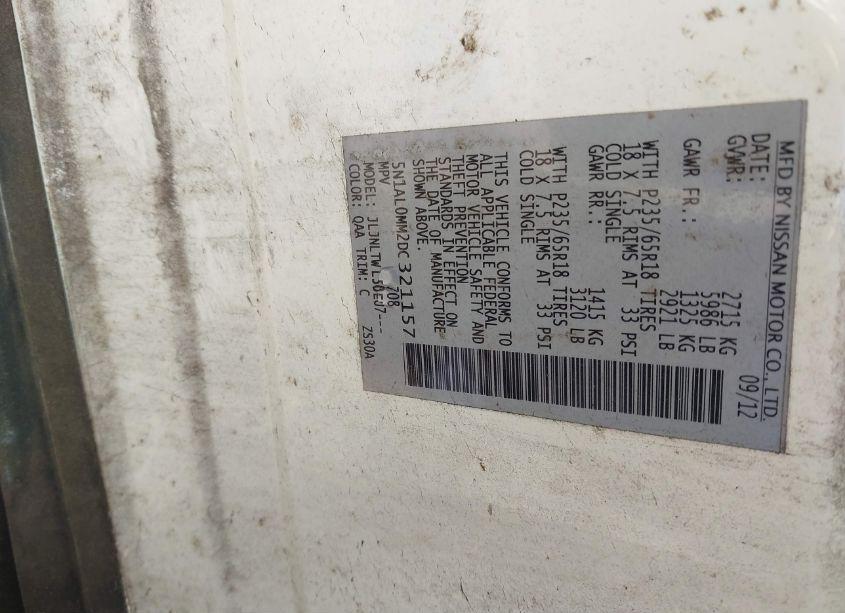 MFD BY NISSAN MOTOR CO., LTD.
DATE: 09/12
GVWR: 2715 KG
5986 LB
GAWR FR.: 1325 KG
2921 LB
WITH P235/65R18 TIRES
18 X 7.5 RIMS AT 33 PSI
COLD SINGLE
GAWR RR.: 1415 KG
3120 LB
WITH P235/65R18 TIRES
18 X 7.5 RIMS AT 33 PSI
COLD SINGLE
THIS VEHICLE CONFORMS TO
ALL APPLICABLE FEDERAL
MOTOR VEHICLE SAFETY AND
THEFT PREVENTION
STANDARDS IN EFFECT ON
THE DATE OF MANUFACTURE
SHOWN ABOVE.
5N1AL0MM2DC321157
MPV 708
MODEL: JLJNLTWL50EJ7---
COLOR: QAA TRIM: C ZS30A